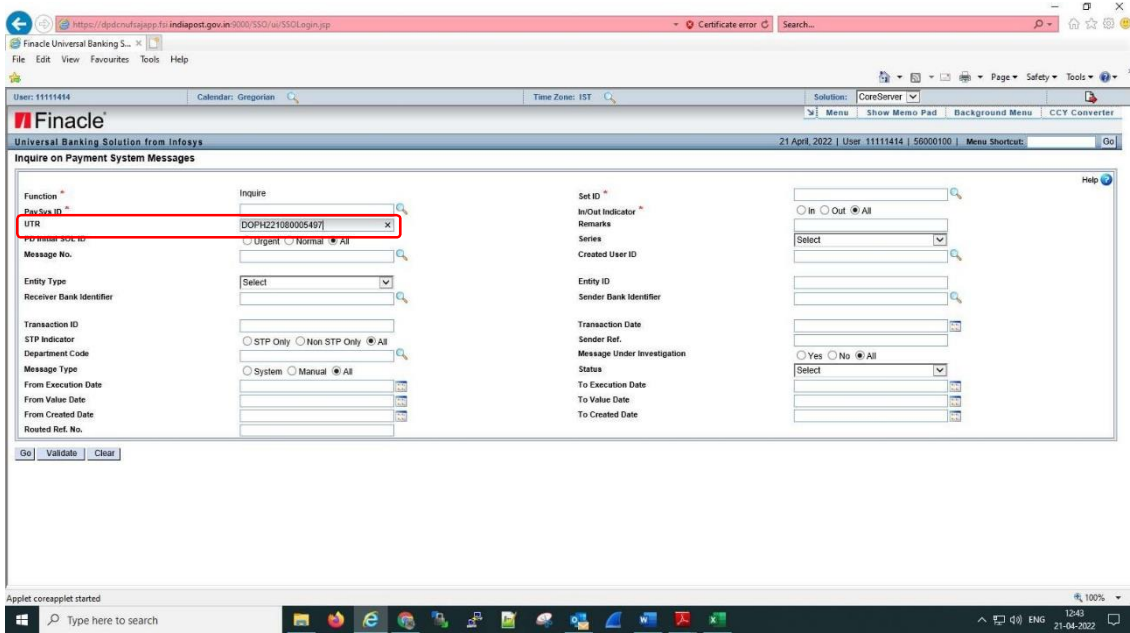 https://dpdcnufsajapp.fsi.indiapost.gov.in:9000/SSO/ui/SSOLogin.jsp Certificate error Search...
Finacle Universal Banking S...
File Edit View Favourites Tools Help
Page Safety Tools
User: 11111414 Calendar: Gregorian Time Zone: IST Solution: CoreServer
Finacle Menu Show Memo Pad Background Menu CCY Converter
Universal Banking Solution from Infosys 21 April, 2022 | User 11111414 | 56000100 | Menu Shortcut: Go
Inquire on Payment System Messages
Help
Function * Inquire Set ID *
PaySys ID * In/Out Indicator * In Out All
UTR DOPH221080005497 Remarks
PD Initial SOL ID Urgent Normal All Series Select
Message No. Created User ID
Entity Type Select Entity ID
Receiver Bank Identifier Sender Bank Identifier
Transaction ID Transaction Date
STP Indicator STP Only Non STP Only All Sender Ref.
Department Code Message Under Investigation Yes No All
Message Type System Manual All Status Select
From Execution Date To Execution Date
From Value Date To Value Date
From Created Date To Created Date
Routed Ref. No.
Go Validate Clear
Applet coreapplet started 100%
Type here to search ENG 12:43
21-04-2022